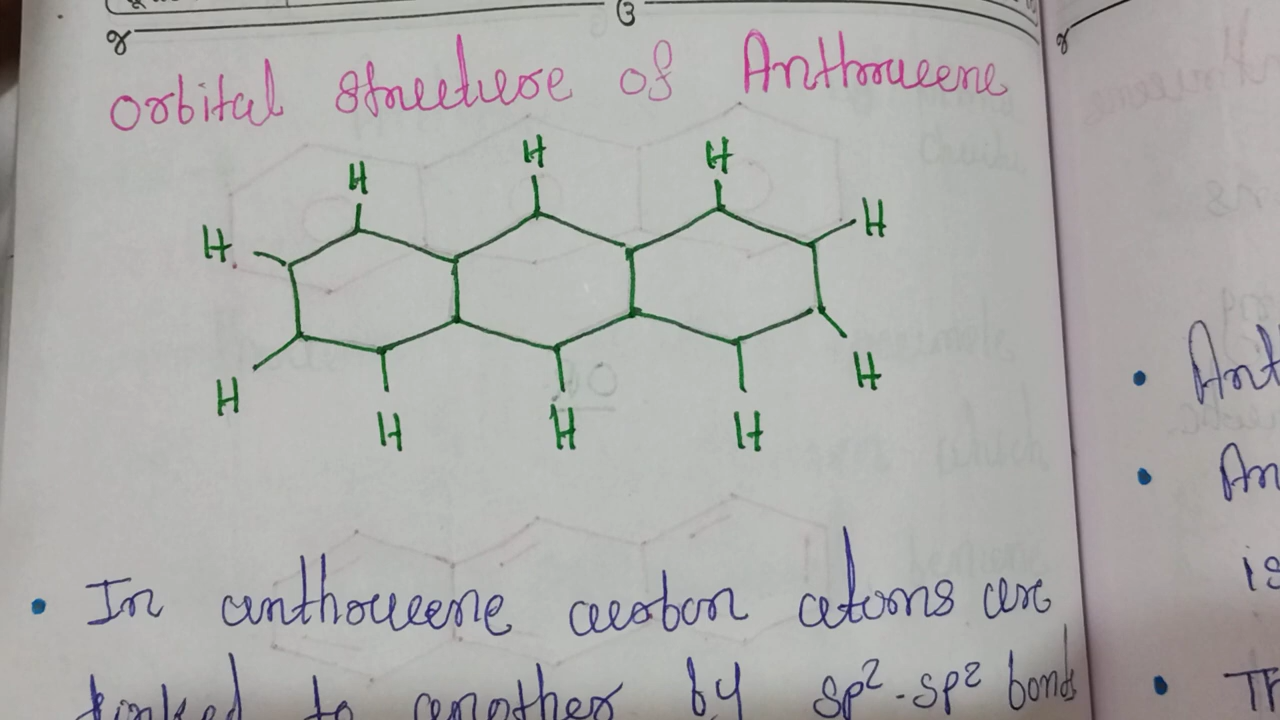 3
Orbital structure of Anthracene
H H H
H H
H H
H H H
In anthracene carbon atoms are
linked to another by sp²-sp² bonds
Ant
An
is
Th